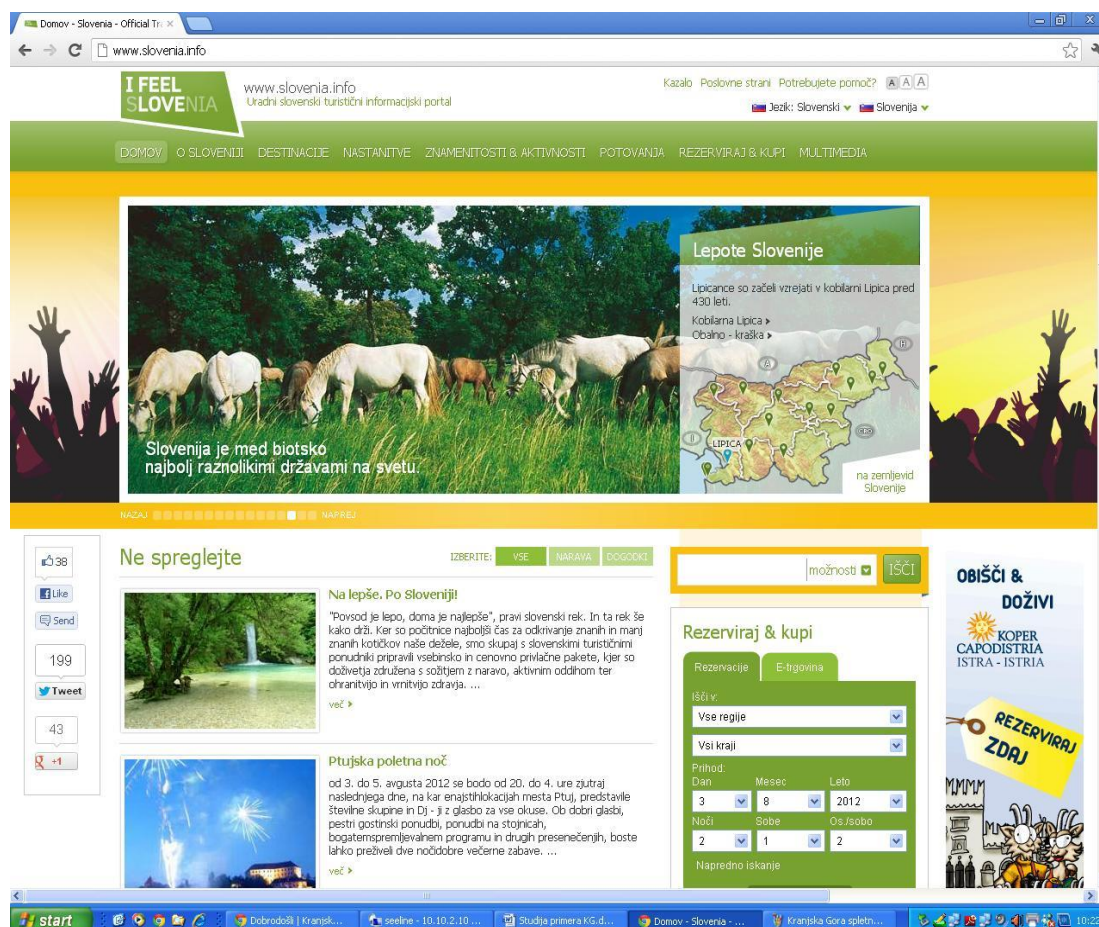 Domov - Slovenia - Official Tr
www.slovenia.info
I FEEL
SLOVENIA
www.slovenia.info
Uradni slovenski turistični informacijski portal
Kazalo Poslovne strani Potrebujete pomoč? A A A
Jezik: Slovenski Slovenija
DOMOV O SLOVENIJI DESTINACIJE NASTANITVE ZNAMENITOSTI & AKTIVNOSTI POTOVANJA REZERVIRAJ & KUPI MULTIMEDIA
Lepote Slovenije
Lipicance so začeli vzrejati v kobilarni Lipica pred
430 leti.
Kobilarna Lipica
Obalno - kraška
A
H
I
LIPICA
CRO
na zemljevid
Slovenije
Slovenija je med biotsko
najbolj raznolikimi državami na svetu.
NAZAJ NAPREJ
38
Like
Send
199
Tweet
43
+1
Ne spreglejte
IZBERITE: VSE NARAVA DOGODKI
Na lepše. Po Sloveniji!
"Povsod je lepo, doma je najlepše", pravi slovenski rek. In ta rek še
kako drži. Ker so počitnice najboljši čas za odkrivanje znanih in manj
znanih kotičkov naše dežele, smo skupaj s slovenskimi turističnimi
ponudniki pripravili vsebinsko in cenovno privlačne pakete, kjer so
doživetja združena s sožitjem z naravo, aktivnim oddihom ter
ohranitvijo in vrnitvijo zdravja. ...
več
Ptujska poletna noč
od 3. do 5. avgusta 2012 se bodo od 20. do 4. ure zjutraj
naslednjega dne, na kar enajstihlokacijah mesta Ptuj, predstavile
številne skupine in Dj - ji z glasbo za vse okuse. Ob dobri glasbi,
pestri gostinski ponudbi, ponudbi na stojnicah,
bogatemspremljevalnem programu in drugih presenečenjih, boste
lahko preživeli dve nočidobre večerne zabave. ...
več
možnosti IŠČI
Rezerviraj & kupi
Rezervacije E-trgovina
Išči v:
Vse regije
Vsi kraji
Prihod:
Dan Mesec Leto
3 8 2012
Noči Sobe Os./sobo
2 1 2
Napredno iskanje
OBIŠČI &
DOŽIVI
KOPER
CAPODISTRIA
ISTRA - ISTRIA
REZERVIRAJ
ZDAJ
start
Dobrodošli | Kranjsk...
seeline - 10.10.2.10 ...
Študija primera KG.d...
Domov - Slovenia - ...
Kranjska Gora spletn...
10:22